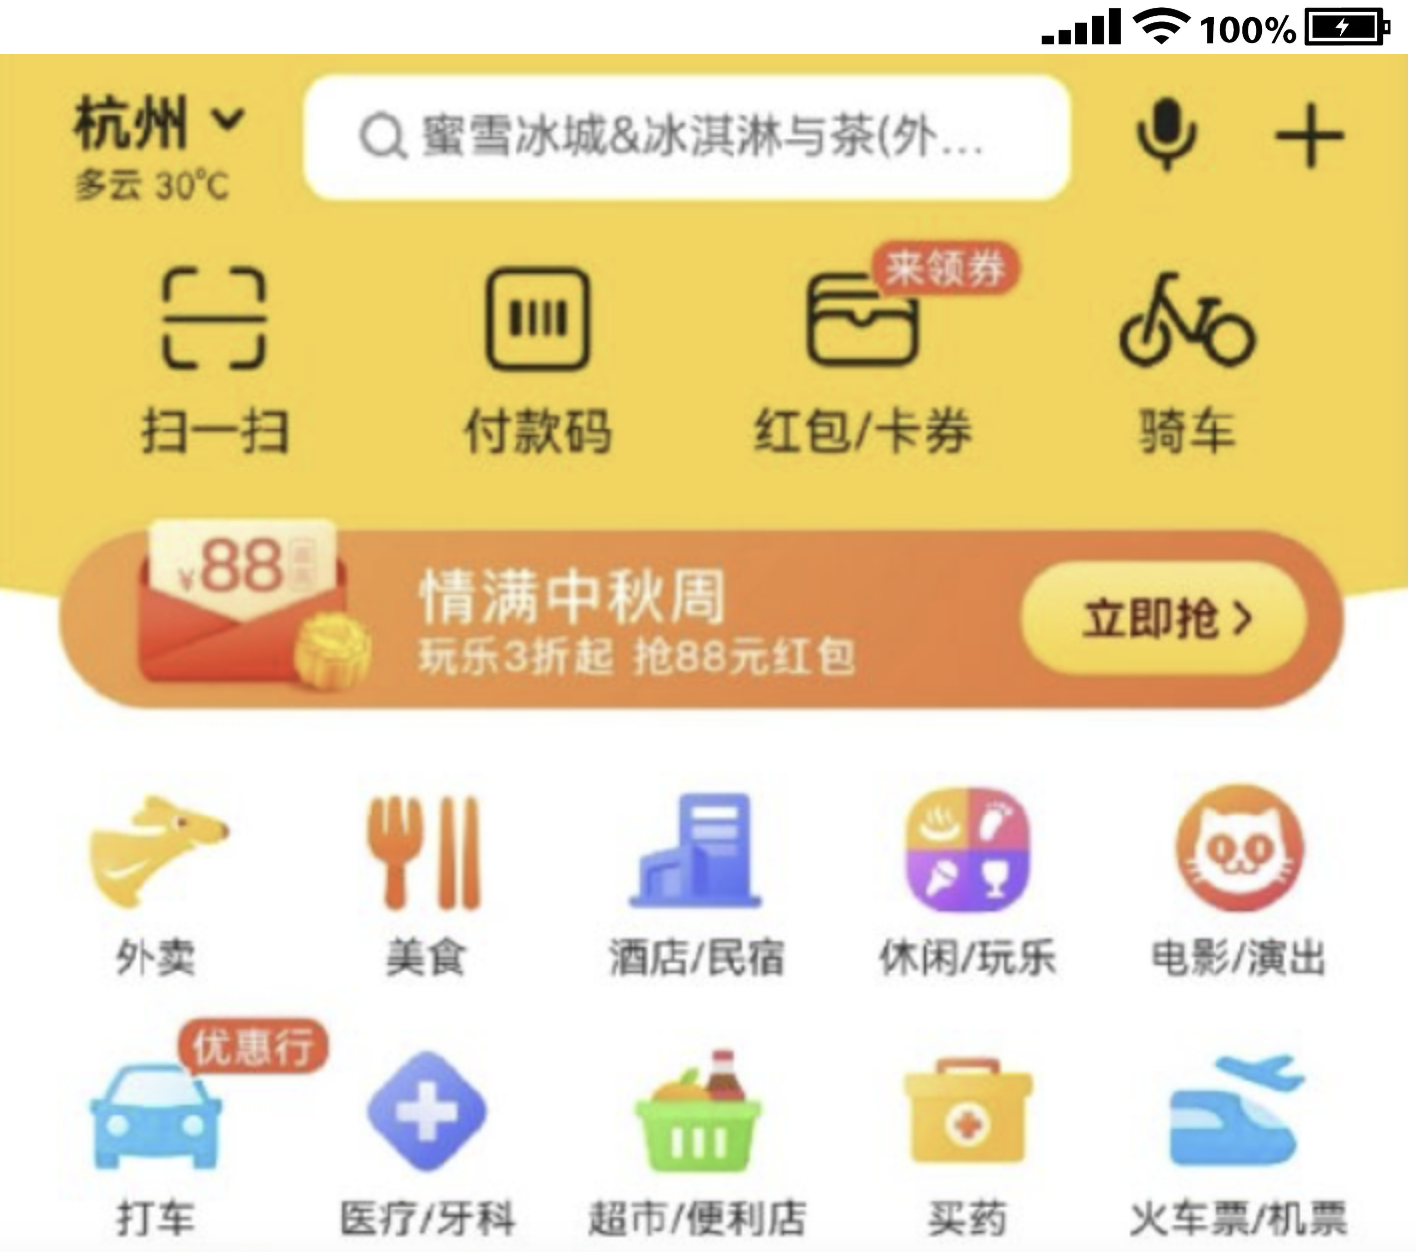 100%
杭州
多云 30°C
蜜雪冰城&冰淇淋与茶(外...
来领券
扫一扫
付款码
红包/卡券
骑车
¥88
情满中秋周
玩乐3折起 抢88元红包
立即抢
外卖
美食
酒店/民宿
休闲/玩乐
电影/演出
优惠行
打车
医疗/牙科
超市/便利店
买药
火车票/机票